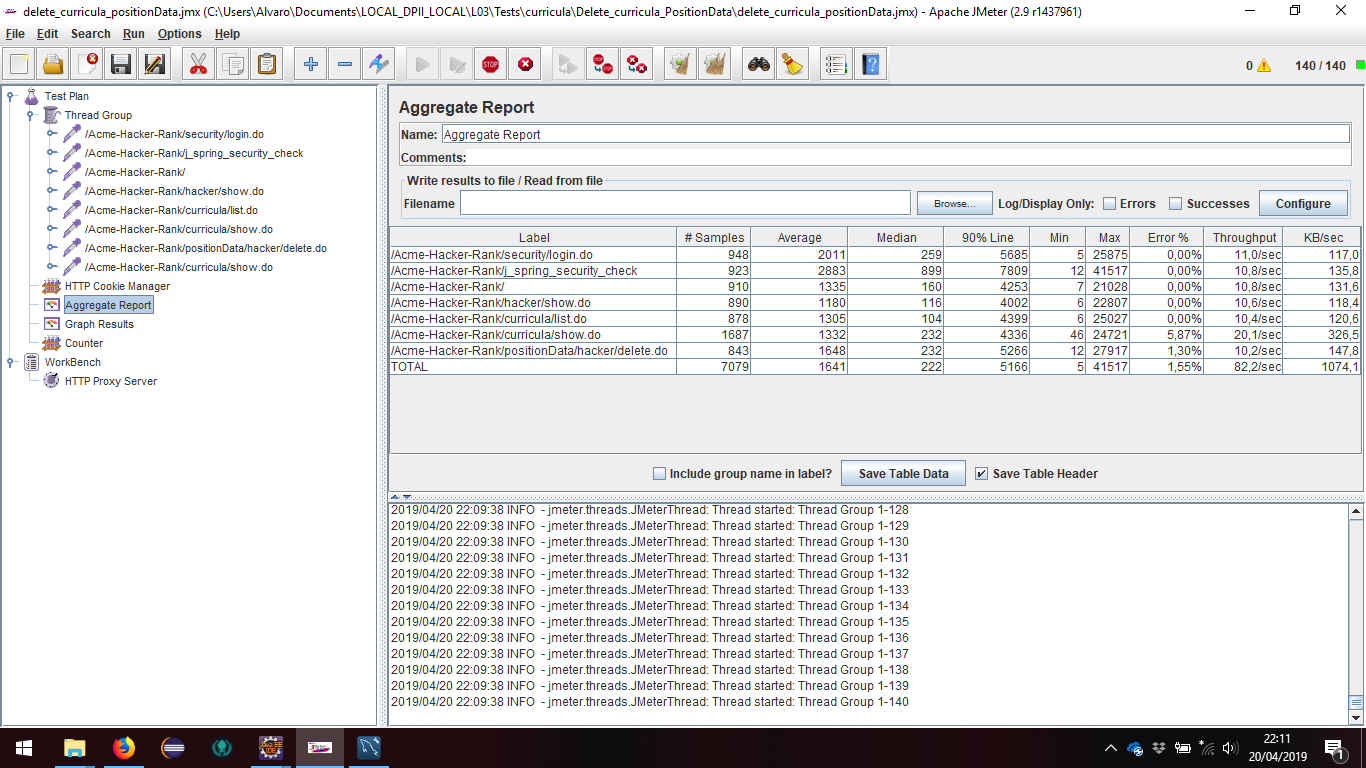 delete_curricula_positionData.jmx (C:\Users\Alvaro\Documents\LOCAL_DPII_LOCAL\L03\Tests\curricula\Delete_curricula_PositionData\delete_curricula_positionData.jmx) - Apache JMeter (2.9 r1437961)
File Edit Search Run Options Help
STOP STOP
0 140 / 140
Test Plan
Thread Group
/Acme-Hacker-Rank/security/login.do
/Acme-Hacker-Rank/j_spring_security_check
/Acme-Hacker-Rank/
/Acme-Hacker-Rank/hacker/show.do
/Acme-Hacker-Rank/curricula/list.do
/Acme-Hacker-Rank/curricula/show.do
/Acme-Hacker-Rank/positionData/hacker/delete.do
/Acme-Hacker-Rank/curricula/show.do
HTTP Cookie Manager
Aggregate Report
Graph Results
Counter
WorkBench
HTTP Proxy Server
Aggregate Report
Name: Aggregate Report
Comments:
Write results to file / Read from file
Filename Browse... Log/Display Only: Errors Successes Configure
Label # Samples Average Median 90% Line Min Max Error % Throughput KB/sec
/Acme-Hacker-Rank/security/login.do 948 2011 259 5685 5 25875 0,00% 11,0/sec 117,0
/Acme-Hacker-Rank/j_spring_security_check 923 2883 899 7809 12 41517 0,00% 10,8/sec 135,8
/Acme-Hacker-Rank/ 910 1335 160 4253 7 21028 0,00% 10,8/sec 131,6
/Acme-Hacker-Rank/hacker/show.do 890 1180 116 4002 6 22807 0,00% 10,6/sec 118,4
/Acme-Hacker-Rank/curricula/list.do 878 1305 104 4399 6 25027 0,00% 10,4/sec 120,6
/Acme-Hacker-Rank/curricula/show.do 1687 1332 232 4336 46 24721 5,87% 20,1/sec 326,5
/Acme-Hacker-Rank/positionData/hacker/delete.do 843 1648 232 5266 12 27917 1,30% 10,2/sec 147,8
TOTAL 7079 1641 222 5166 5 41517 1,55% 82,2/sec 1074,1
Include group name in label? Save Table Data Save Table Header
2019/04/20 22:09:38 INFO - jmeter.threads.JMeterThread: Thread started: Thread Group 1-128
2019/04/20 22:09:38 INFO - jmeter.threads.JMeterThread: Thread started: Thread Group 1-129
2019/04/20 22:09:38 INFO - jmeter.threads.JMeterThread: Thread started: Thread Group 1-130
2019/04/20 22:09:38 INFO - jmeter.threads.JMeterThread: Thread started: Thread Group 1-131
2019/04/20 22:09:38 INFO - jmeter.threads.JMeterThread: Thread started: Thread Group 1-132
2019/04/20 22:09:38 INFO - jmeter.threads.JMeterThread: Thread started: Thread Group 1-133
2019/04/20 22:09:38 INFO - jmeter.threads.JMeterThread: Thread started: Thread Group 1-134
2019/04/20 22:09:38 INFO - jmeter.threads.JMeterThread: Thread started: Thread Group 1-135
2019/04/20 22:09:38 INFO - jmeter.threads.JMeterThread: Thread started: Thread Group 1-136
2019/04/20 22:09:38 INFO - jmeter.threads.JMeterThread: Thread started: Thread Group 1-137
2019/04/20 22:09:38 INFO - jmeter.threads.JMeterThread: Thread started: Thread Group 1-138
2019/04/20 22:09:38 INFO - jmeter.threads.JMeterThread: Thread started: Thread Group 1-139
2019/04/20 22:09:38 INFO - jmeter.threads.JMeterThread: Thread started: Thread Group 1-140
22:11
20/04/2019
1